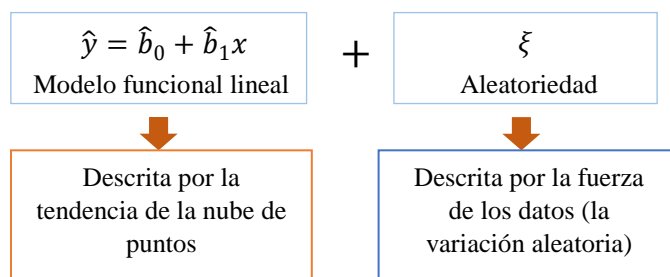 ŷ = b̂₀ + b̂₁x
Modelo funcional lineal
+
ξ
Aleatoriedad
Descrita por la
tendencia de la nube de
puntos
Descrita por la fuerza
de los datos (la
variación aleatoria)